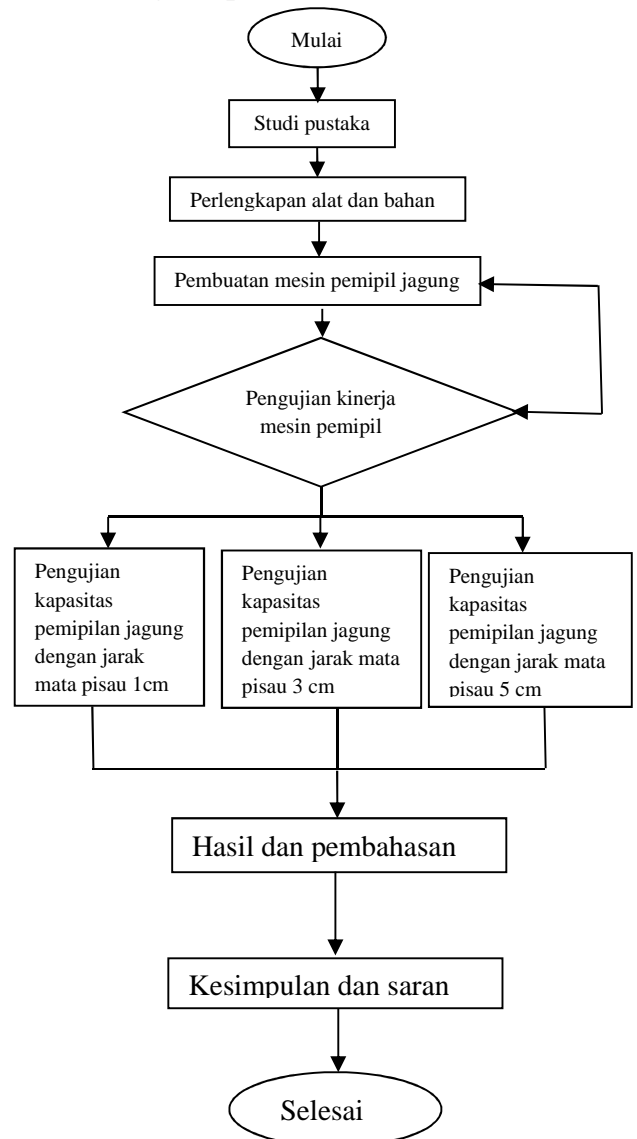 Mulai
Studi pustaka
Perlengkapan alat dan bahan
Pembuatan mesin pemipil jagung
Pengujian kinerja
mesin pemipil
Pengujian
kapasitas
pemipilan jagung
dengan jarak
mata pisau 1cm
Pengujian
kapasitas
pemipilan jagung
dengan jarak mata
pisau 3 cm
Pengujian
kapasitas
pemipilan jagung
dengan jarak mata
pisau 5 cm
Hasil dan pembahasan
Kesimpulan dan saran
Selesai